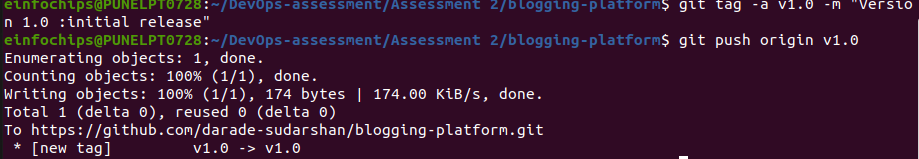 einfochips@PUNELPT0728:~/DevOps-assessment/Assessment 2/blogging-platform$ git tag -a v1.0 -m "Versio
n 1.0 :initial release"
einfochips@PUNELPT0728:~/DevOps-assessment/Assessment 2/blogging-platform$ git push origin v1.0
Enumerating objects: 1, done.
Counting objects: 100% (1/1), done.
Writing objects: 100% (1/1), 174 bytes | 174.00 KiB/s, done.
Total 1 (delta 0), reused 0 (delta 0)
To https://github.com/darade-sudarshan/blogging-platform.git
 * [new tag]         v1.0 -> v1.0